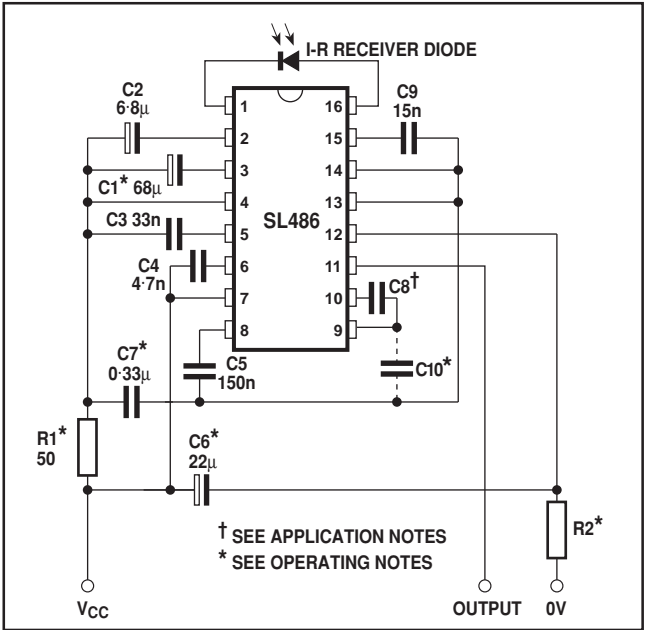 I-R RECEIVER DIODE
C2
6·8µ
C9
15n
1
16
2
15
3
14
C1* 68µ
4
13
SL486
C3 33n
5
12
C4
4·7n
6
11
C8†
7
10
8
9
C7*
0·33µ
C5
150n
C10*
R1*
50
C6*
22µ
R2*
† SEE APPLICATION NOTES
* SEE OPERATING NOTES
VCC
OUTPUT
0V